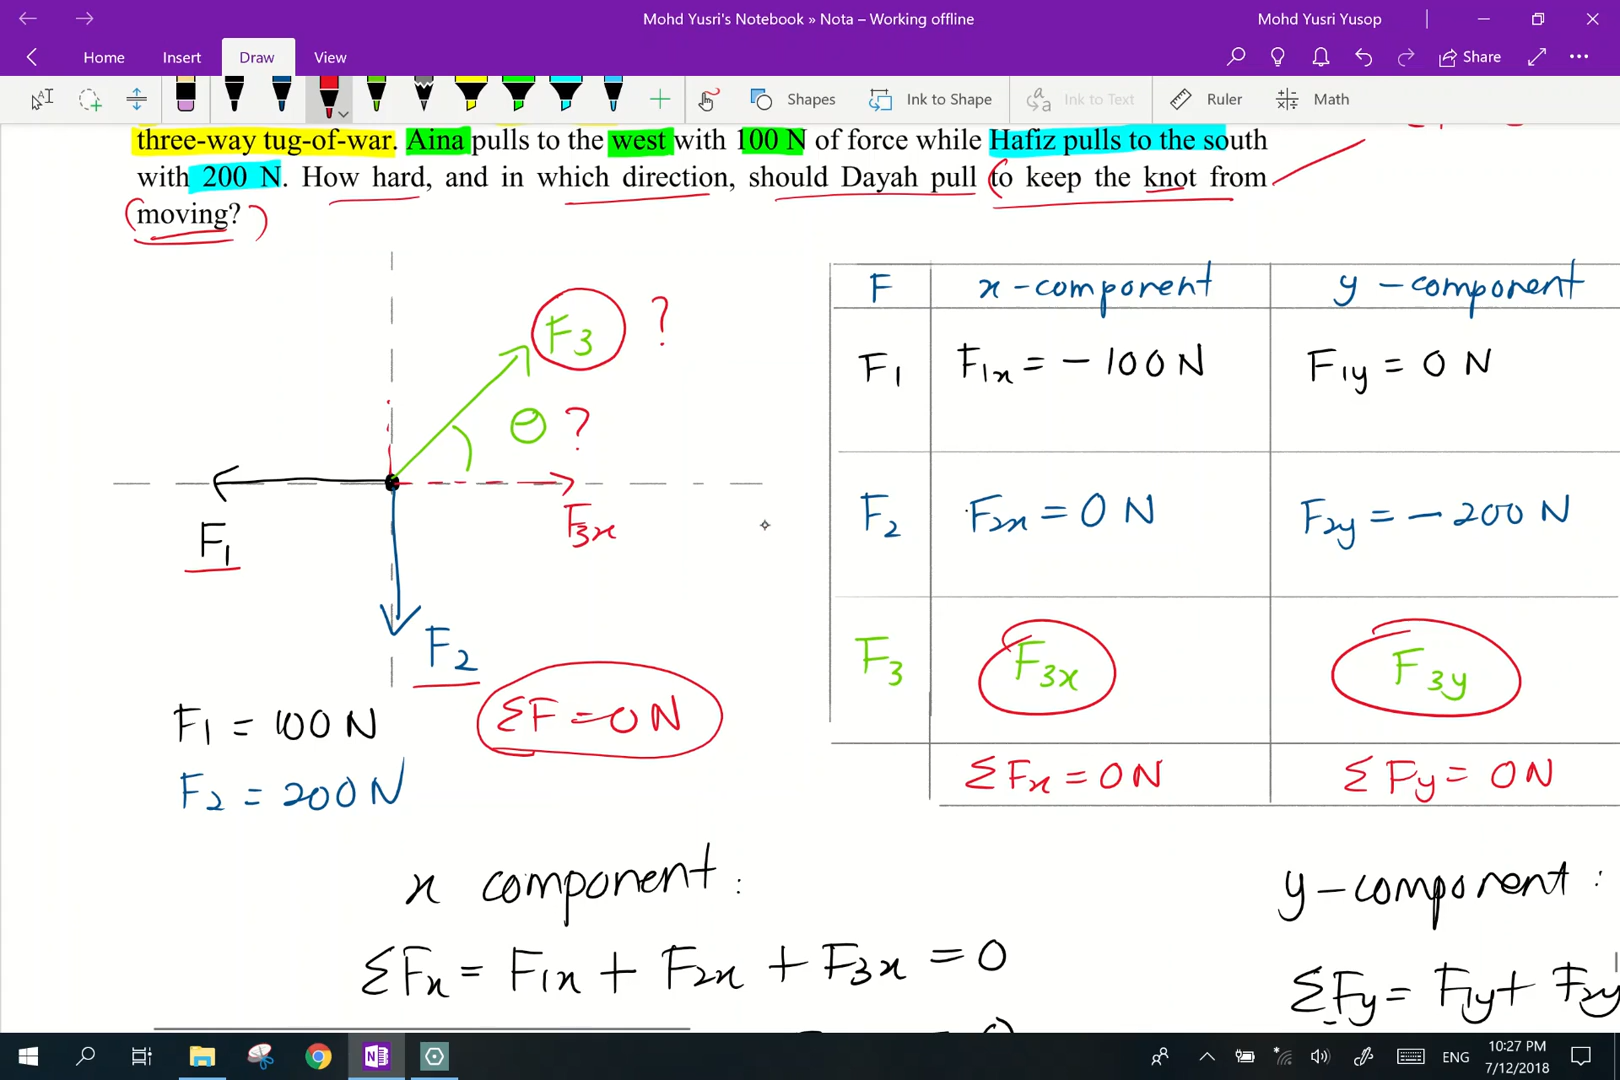 Mohd Yusri's Notebook » Nota – Working offline
Mohd Yusri Yusop
Home Insert Draw View
Share
Shapes Ink to Shape Ink to Text Ruler Math
three-way tug-of-war. Aina pulls to the west with 100 N of force while Hafiz pulls to the south
with 200 N. How hard, and in which direction, should Dayah pull to keep the knot from
moving?
F3 ?
θ ?
F3x
F1
F2
F1 = 100 N
F2 = 200 N
ΣF = 0 N
F x-component y-component
F1 F1x = - 100 N F1y = 0 N
F2 F2x = 0 N F2y = - 200 N
F3 F3x F3y
ΣFx = 0 N ΣFy = 0 N
x component :
y-component :
ΣFx = F1x + F2x + F3x = 0
ΣFy = F1y + F2y
ENG
10:27 PM
7/12/2018